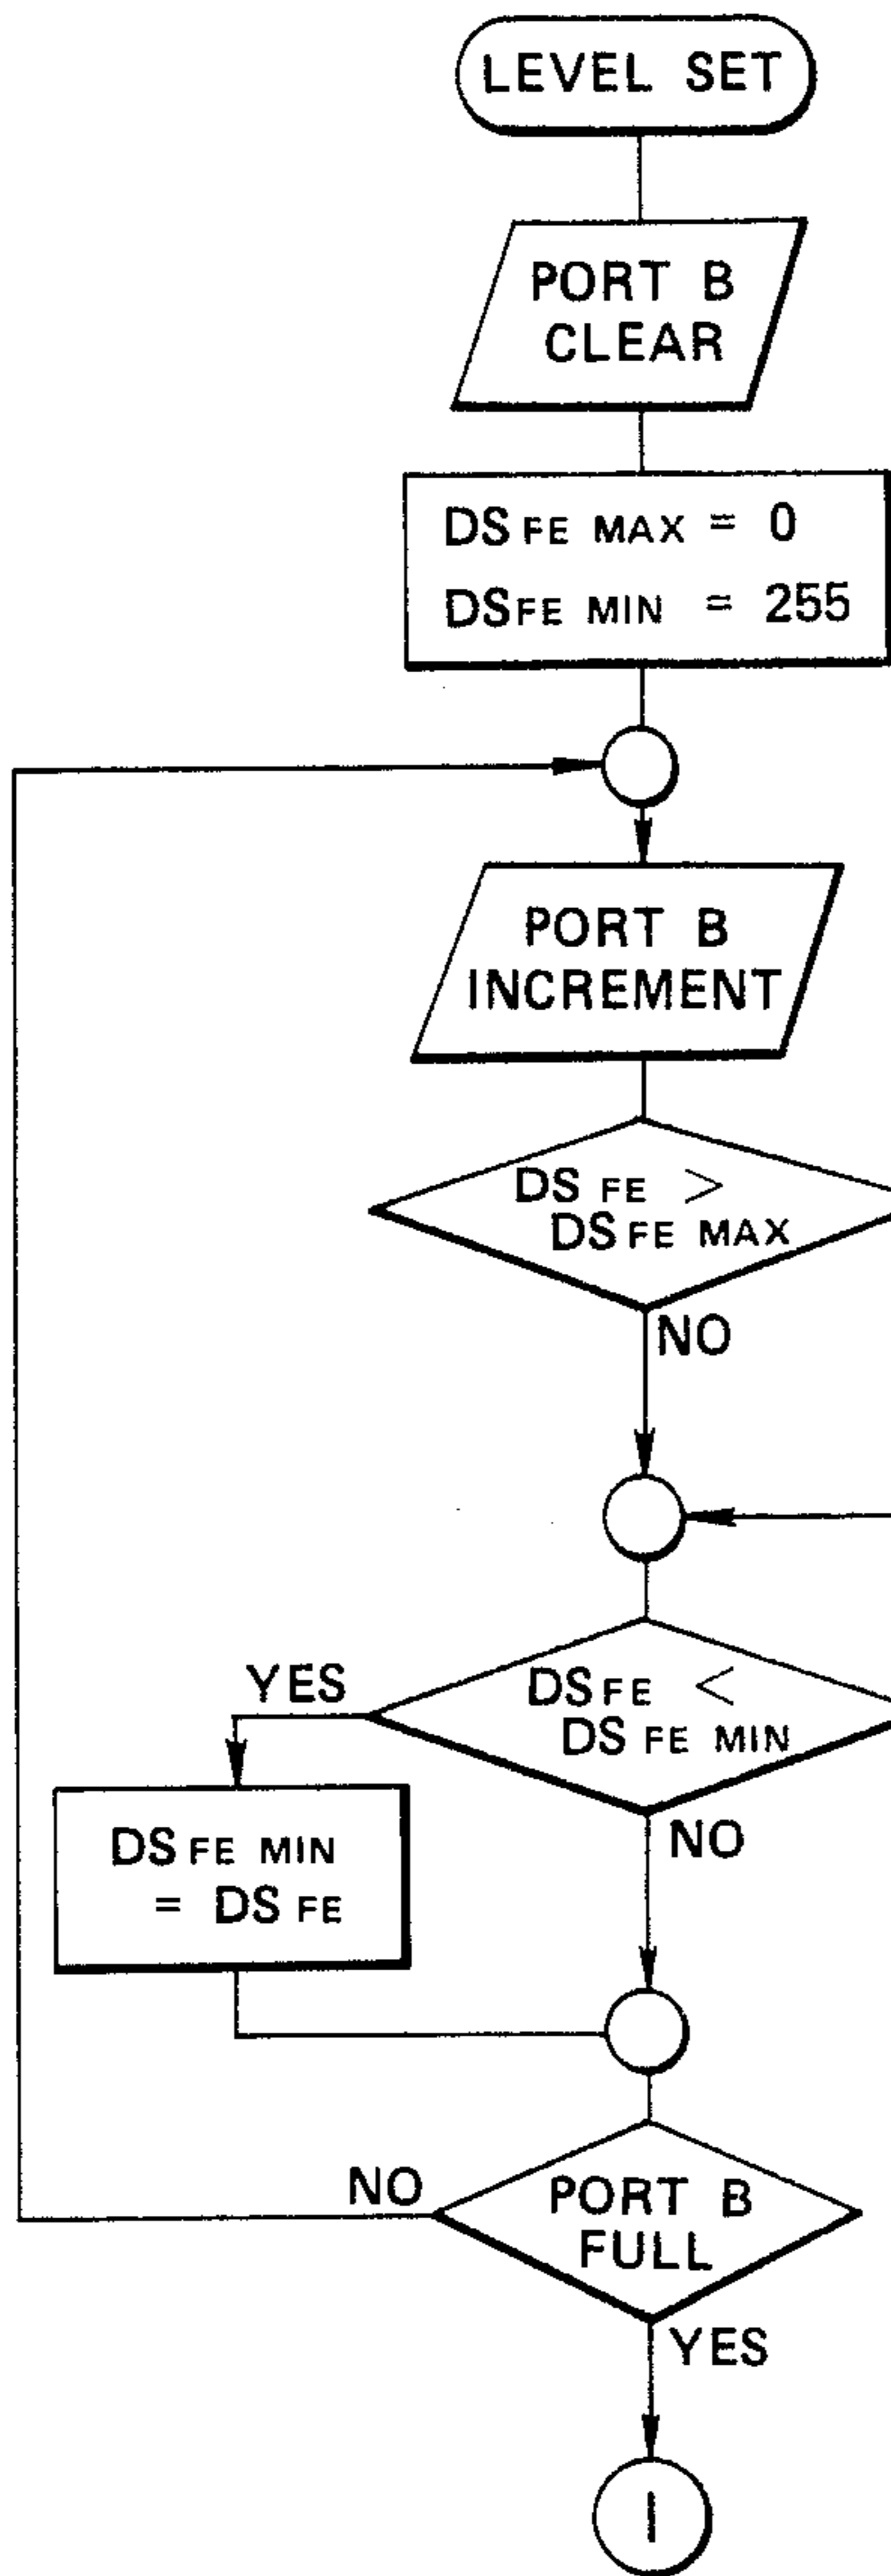 LEVEL SET
PORT B
CLEAR
DS FE MAX = 0
DS FE MIN = 255
PORT B
INCREMENT
DS FE >
DS FE MAX
NO
DS FE <
DS FE MIN
YES
NO
DS FE MIN
= DS FE
PORT B
FULL
NO
YES
I